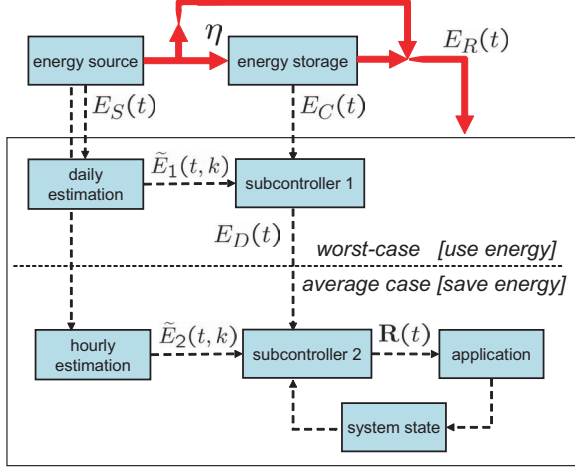 η
E_R(t)
energy source
energy storage
E_S(t)
E_C(t)
daily
estimation
Ẽ_1(t, k)
subcontroller 1
E_D(t)
worst-case [use energy]
average case [save energy]
hourly
estimation
Ẽ_2(t, k)
subcontroller 2
R(t)
application
system state